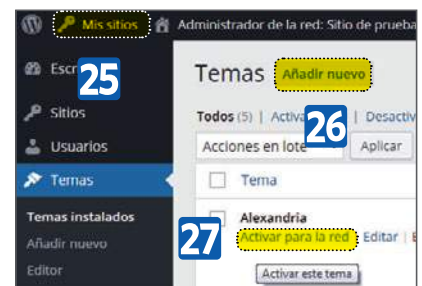 Mis sitios Administrador de la red: Sitio de prueba
Escr
25
Temas Añadir nuevo
Sitios
Todos (5) | Activa 26 | Desactiv
Usuarios
Acciones en lote Aplicar
Temas
Tema
Temas instalados
Alexandria
27
Activar para la red Editar |
Añadir nuevo
Editor
Activar este tema